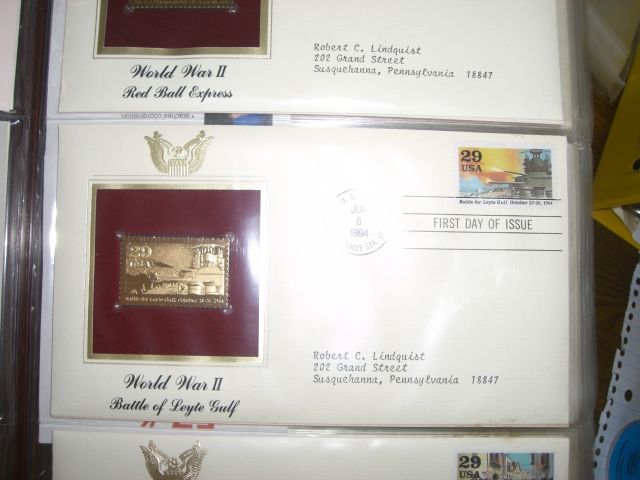 World War II
Red Ball Express
Robert C. Lindquist
202 Grand Street
Susquehanna, Pennsylvania 18847
29
USA
Battle for Leyte Gulf, October 23-26, 1944
U.S.
JUN
6
1994
FIRST DAY OF ISSUE
29
Battle for Leyte Gulf, October 23-26, 1944
World War II
Battle of Leyte Gulf
Robert C. Lindquist
202 Grand Street
Susquehanna, Pennsylvania 18847
29
USA